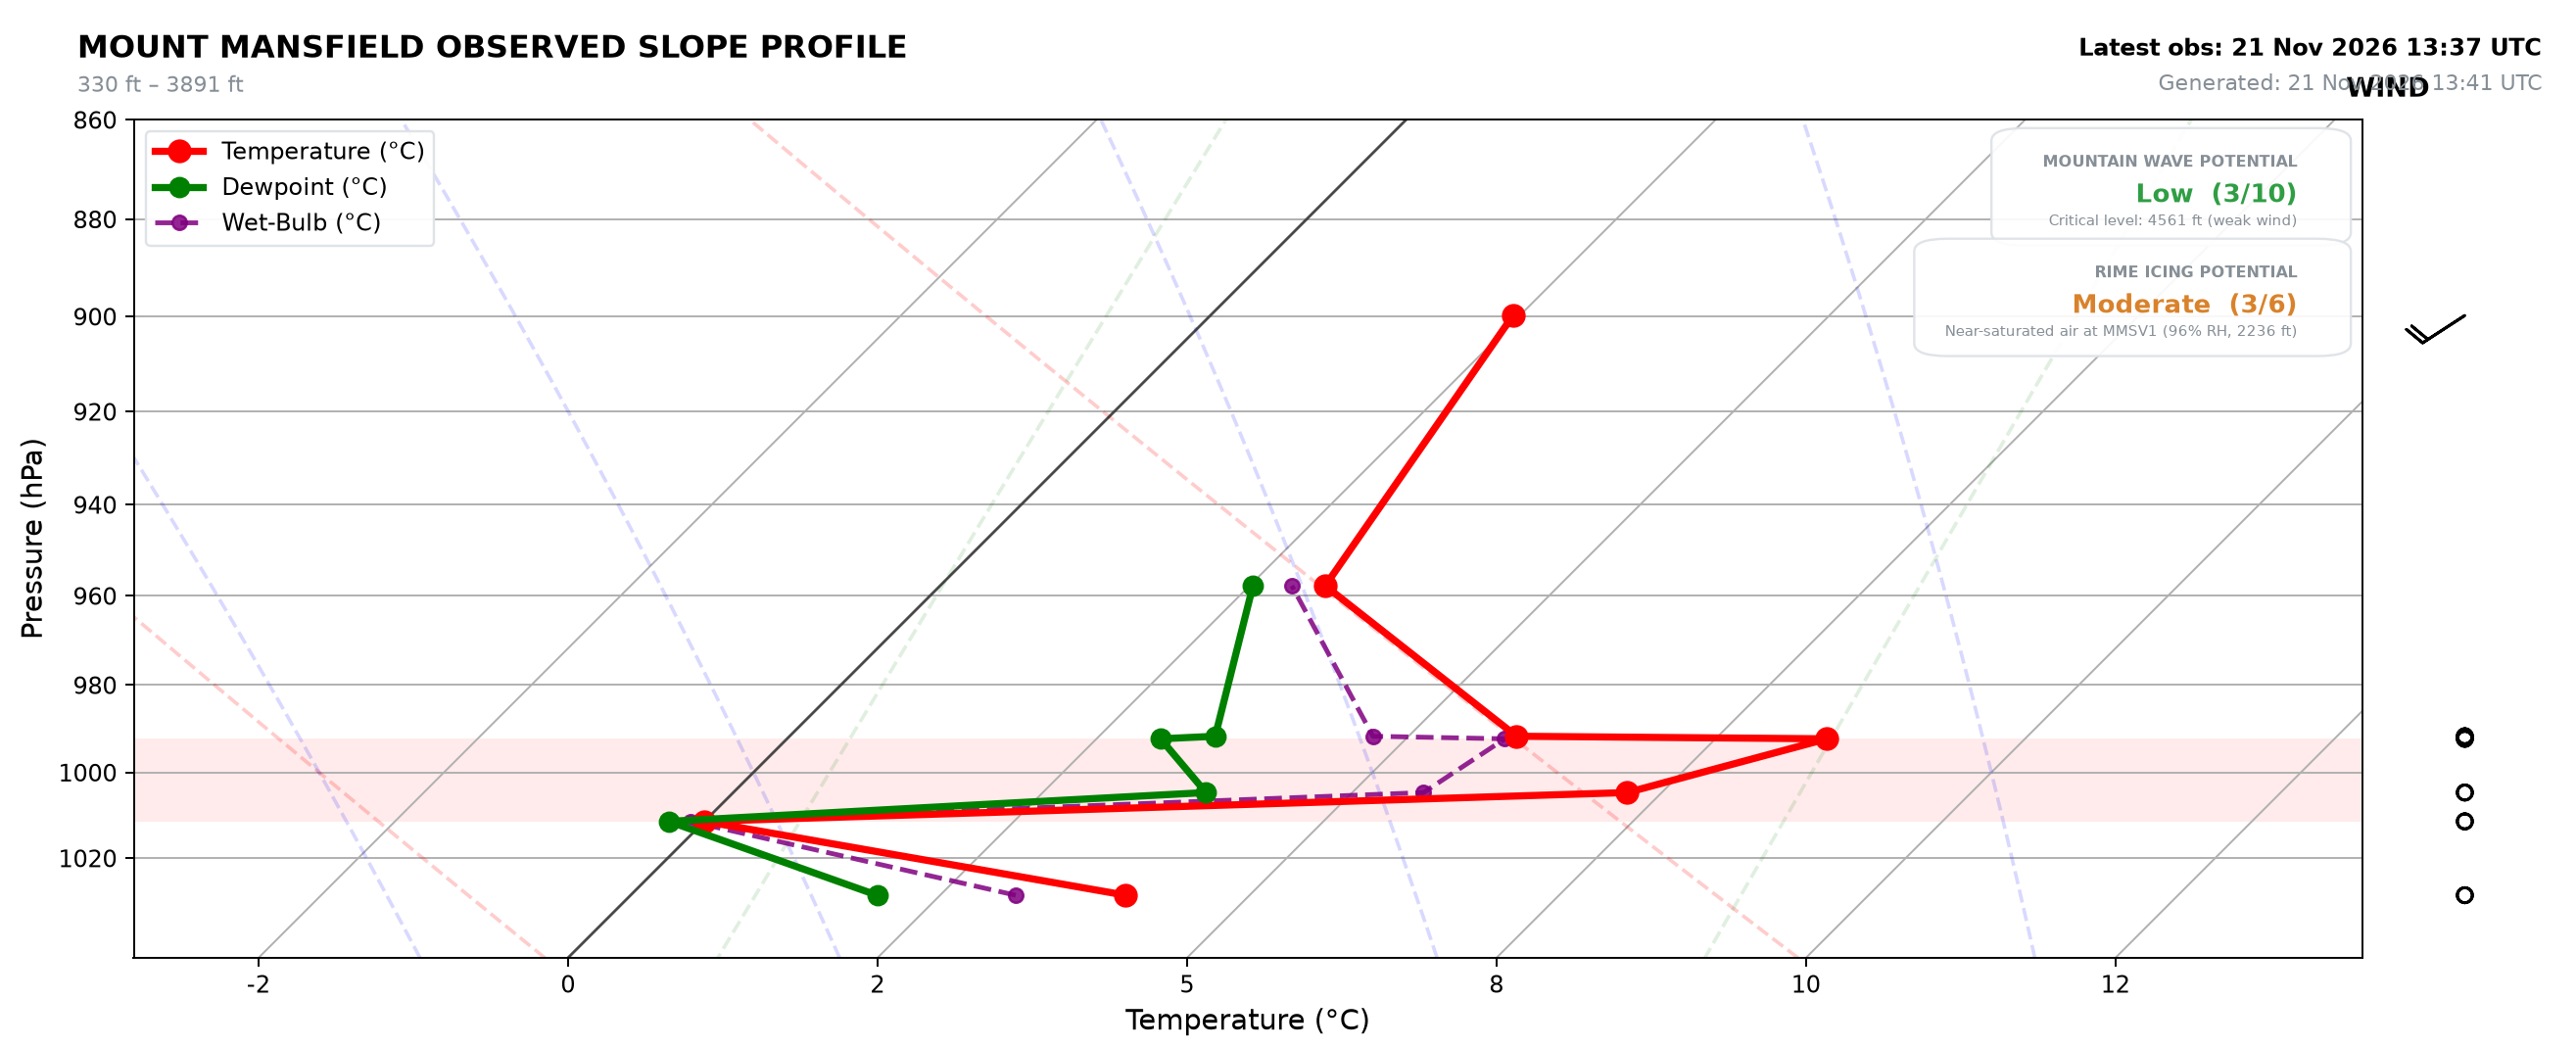 MOUNT MANSFIELD OBSERVED SLOPE PROFILE
330 ft – 3891 ft
Latest obs: 21 Nov 2026 13:37 UTC
Generated: 21 Nov 2026 13:41 UTC
WIND
Temperature (°C)
Dewpoint (°C)
Wet-Bulb (°C)
MOUNTAIN WAVE POTENTIAL
Low (3/10)
Critical level: 4561 ft (weak wind)
RIME ICING POTENTIAL
Moderate (3/6)
Near-saturated air at MMSV1 (96% RH, 2236 ft)
Pressure (hPa)
860
880
900
920
940
960
980
1000
1020
-2 0 2 5 8 10 12
Temperature (°C)